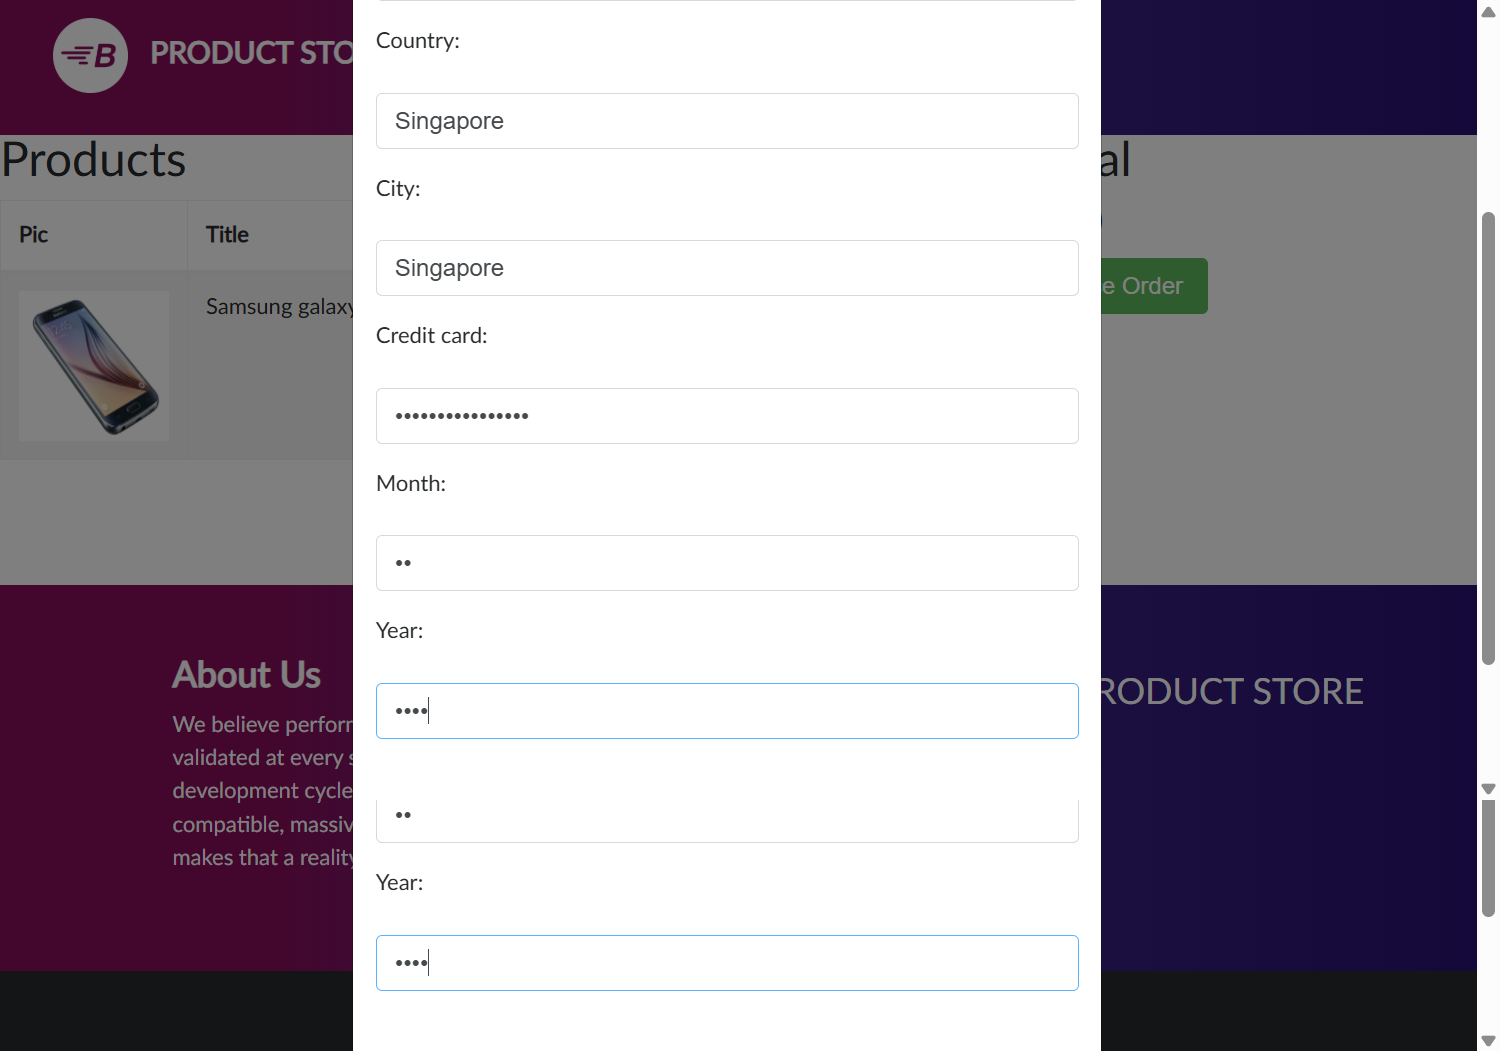 B PRODUCT STO
Products
Pic Title
Samsung galaxy
Country:
Singapore
City:
Singapore
Credit card:
••••••••••••••••
Month:
••
Year:
••••
••
Year:
••••
al
e Order
About Us
We believe perforr
validated at every s
development cycle
compatible, massiv
makes that a reality
RODUCT STORE